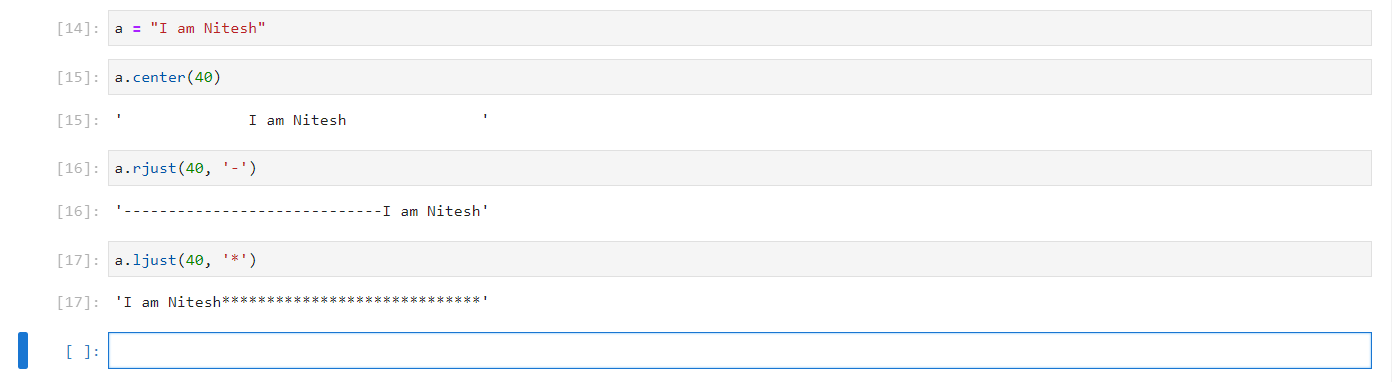 [14]: a = "I am Nitesh"
[15]: a.center(40)
[15]: '              I am Nitesh               '
[16]: a.rjust(40, '-')
[16]: '-----------------------------I am Nitesh'
[17]: a.ljust(40, '*')
[17]: 'I am Nitesh*****************************'
[ ]: